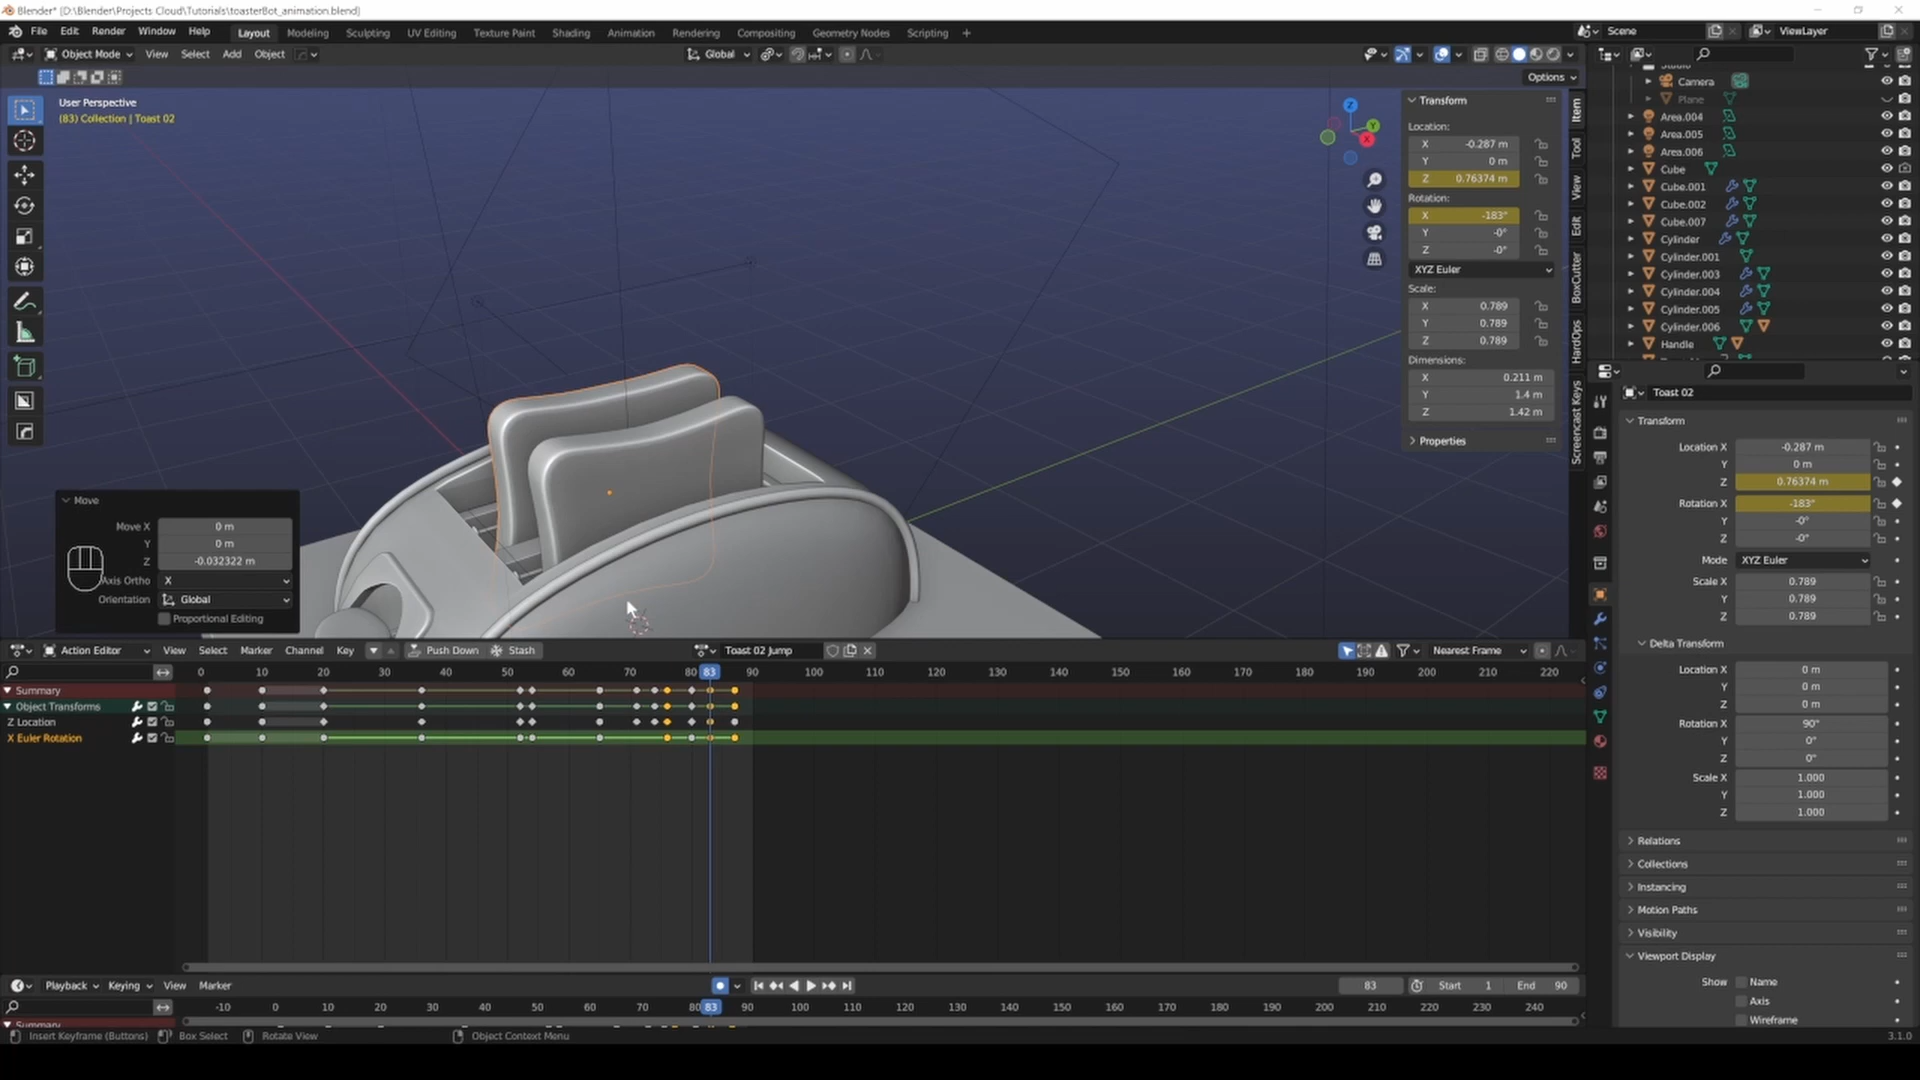 Blender* [D:\Blender\Projects Cloud\Tutorials\toasterBot_animation.blend]
File Edit Render Window Help Layout Modeling Sculpting UV Editing Texture Paint Shading Animation Rendering Compositing Geometry Nodes Scripting + Scene ViewLayer
Object Mode View Select Add Object Global
Options
User Perspective
(83) Collection | Toast 02
Z
Y
X
Transform
Location:
X -0.287 m
Y 0 m
Z 0.76374 m
Rotation:
X -183°
Y -0°
Z -0°
XYZ Euler
Scale:
X 0.789
Y 0.789
Z 0.789
Dimensions:
X 0.211 m
Y 1.4 m
Z 1.42 m
Properties
Item
Tool
View
Edit
BoxCutter
HardOps
Screencast Keys
Camera
Plane
Area.004
Area.005
Area.006
Cube
Cube.001
Cube.002
Cube.007
Cylinder
Cylinder.001
Cylinder.003
Cylinder.004
Cylinder.005
Cylinder.006
Handle
Toast 02
Transform
Location X -0.287 m
Y 0 m
Z 0.76374 m
Rotation X -183°
Y -0°
Z -0°
Mode XYZ Euler
Scale X 0.789
Y 0.789
Z 0.789
Delta Transform
Location X 0 m
Y 0 m
Z 0 m
Rotation X 90°
Y 0°
Z 0°
Scale X 1.000
Y 1.000
Z 1.000
Relations
Collections
Instancing
Motion Paths
Visibility
Viewport Display
Show Name
Axis
Wireframe
Move
Move X 0 m
Y 0 m
Z -0.032322 m
Axis Ortho X
Orientation Global
Proportional Editing
Action Editor View Select Marker Channel Key Push Down Stash Toast 02 Jump Nearest Frame
0 10 20 30 40 50 60 70 80 83 90 100 110 120 130 140 150 160 170 180 190 200 210 220
Summary
Object Transforms
Z Location
X Euler Rotation
Playback Keying View Marker 83 Start 1 End 90
-10 0 10 20 30 40 50 60 70 80 83 90 100 110 120 130 140 150 160 170 180 190 200 210 220 230 240
Summary
Insert Keyframe (Buttons) Box Select Rotate View Object Context Menu 3.1.0